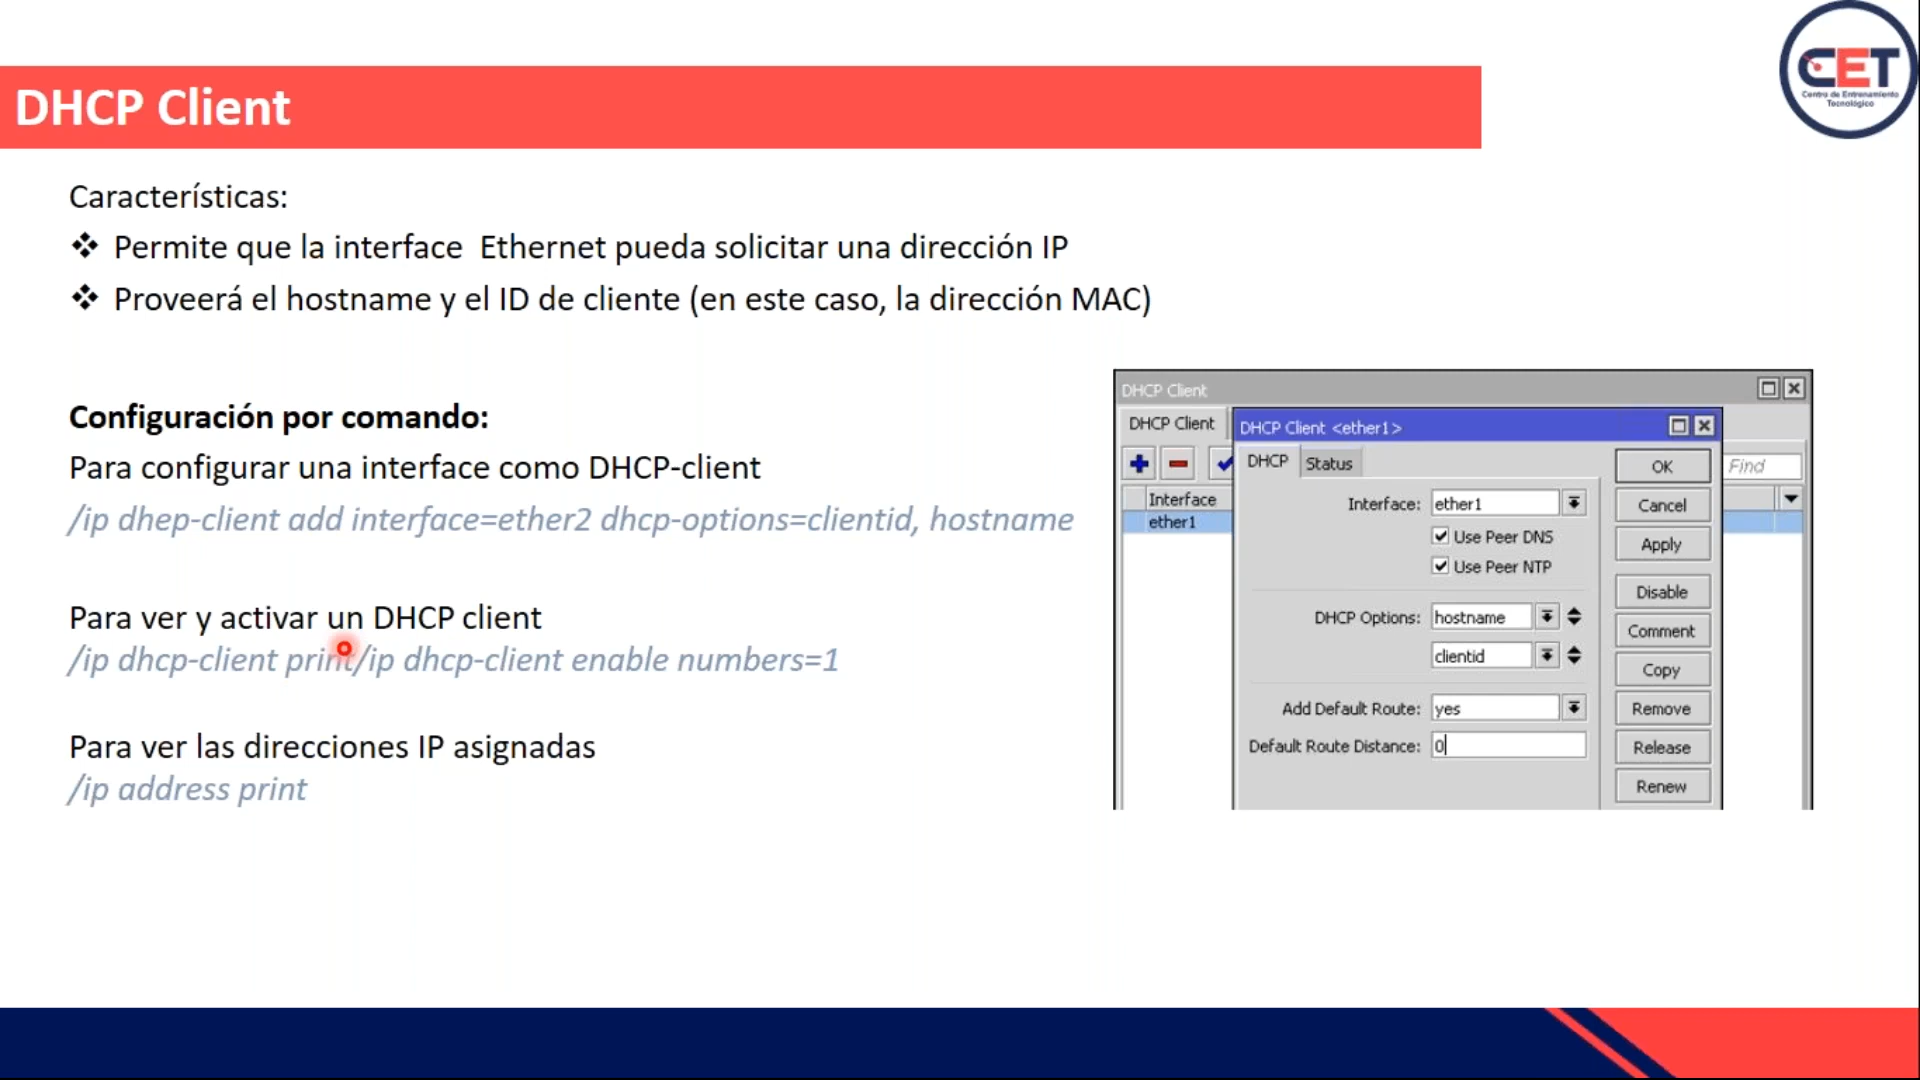 CET
Centro de Entrenamiento
Tecnológico
DHCP Client
Características:
❖ Permite que la interface  Ethernet pueda solicitar una dirección IP
❖ Proveerá el hostname y el ID de cliente (en este caso, la dirección MAC)
Configuración por comando:
Para configurar una interface como DHCP-client
/ip dhep-client add interface=ether2 dhcp-options=clientid, hostname
Para ver y activar un DHCP client
/ip dhcp-client print/ip dhcp-client enable numbers=1
Para ver las direcciones IP asignadas
/ip address print
DHCP Client
DHCP Client
Find
Interface
ether1
DHCP Client <ether1>
DHCP Status
Interface: ether1
Use Peer DNS
Use Peer NTP
DHCP Options: hostname
clientid
Add Default Route: yes
Default Route Distance: 0
OK
Cancel
Apply
Disable
Comment
Copy
Remove
Release
Renew